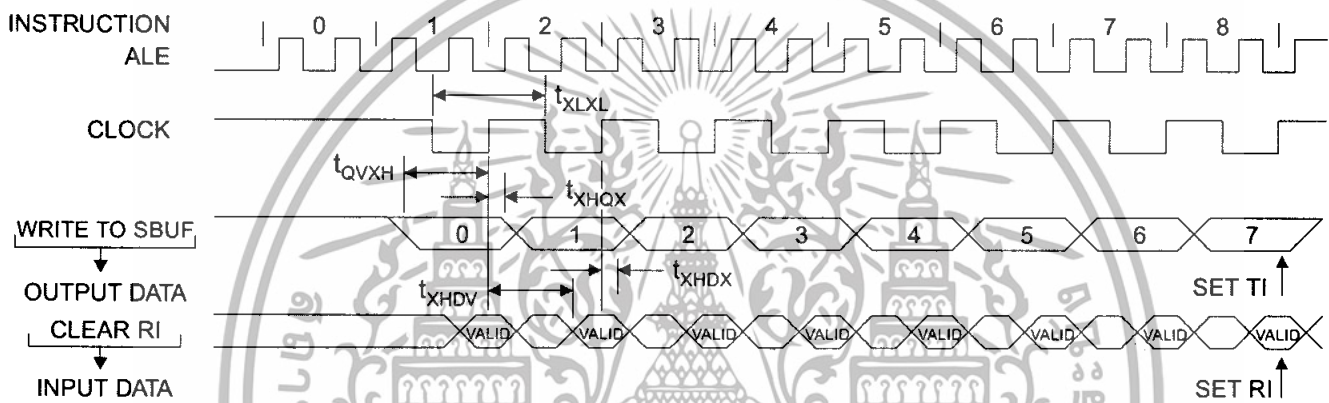 INSTRUCTION 0 1 2 3 4 5 6 7 8
ALE
tXLXL
CLOCK
tQVXH
tXHQX
WRITE TO SBUF
0 1 2 3 4 5 6 7
tXHDX
OUTPUT DATA
tXHDV
SET TI
CLEAR RI
VALID VALID VALID VALID VALID VALID VALID VALID
INPUT DATA
SET RI